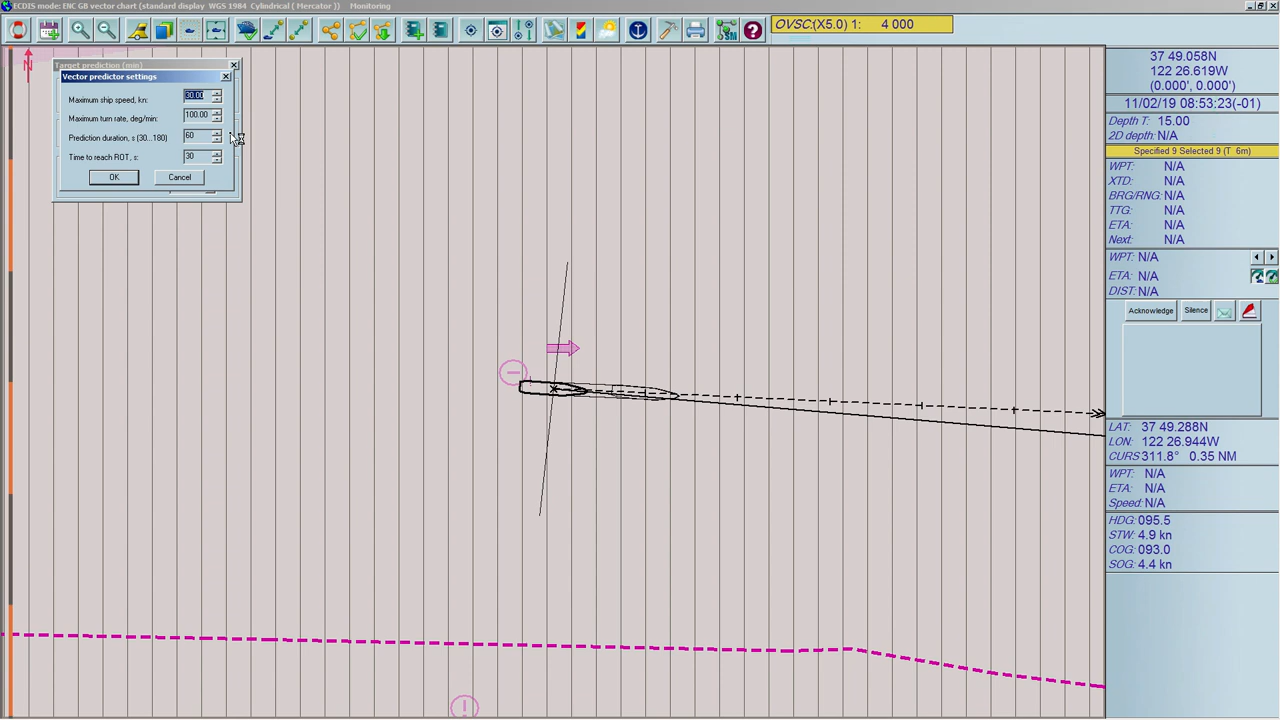 ECDIS mode: ENC GB vector chart (standard display WGS 1984 Cylindrical ( Mercator )) Monitoring
OVSC:(X5.0) 1: 4 000
N
Target prediction (min)
Vector predictor settings
Maximum ship speed, kn: 30.00
Maximum turn rate, deg/min: 100.00
Prediction duration, s (30...180) 60
Time to reach ROT, s: 30
OK Cancel
37 49.058N
122 26.619W
(0.000', 0.000')
11/02/19 08:53:23(-01)
Depth T: 15.00
2D depth: N/A
Specified 9 Selected 9 (T 6m)
WPT: N/A
XTD: N/A
BRG/RNG: N/A
TTG: N/A
ETA: N/A
Next: N/A
WPT: N/A
ETA: N/A
DIST: N/A
Acknowledge Silence
LAT: 37 49.288N
LON: 122 26.944W
CURS 311.8° 0.35 NM
WPT: N/A
ETA: N/A
Speed: N/A
HDG: 095.5
STW: 4.9 kn
COG: 093.0
SOG: 4.4 kn